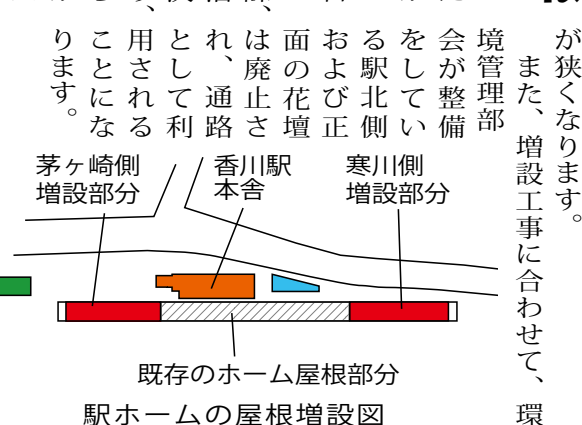 が狭くなります。
また、増設工事に合わせて、環
境管理部
会が整備
をしてい
る駅北側
および正
面の花壇
は廃止さ
れ、通路
として利
用される
ことにな
ります。
茅ヶ崎側
増設部分
香川駅
本舎
寒川側
増設部分
既存のホーム屋根部分
駅ホームの屋根増設図